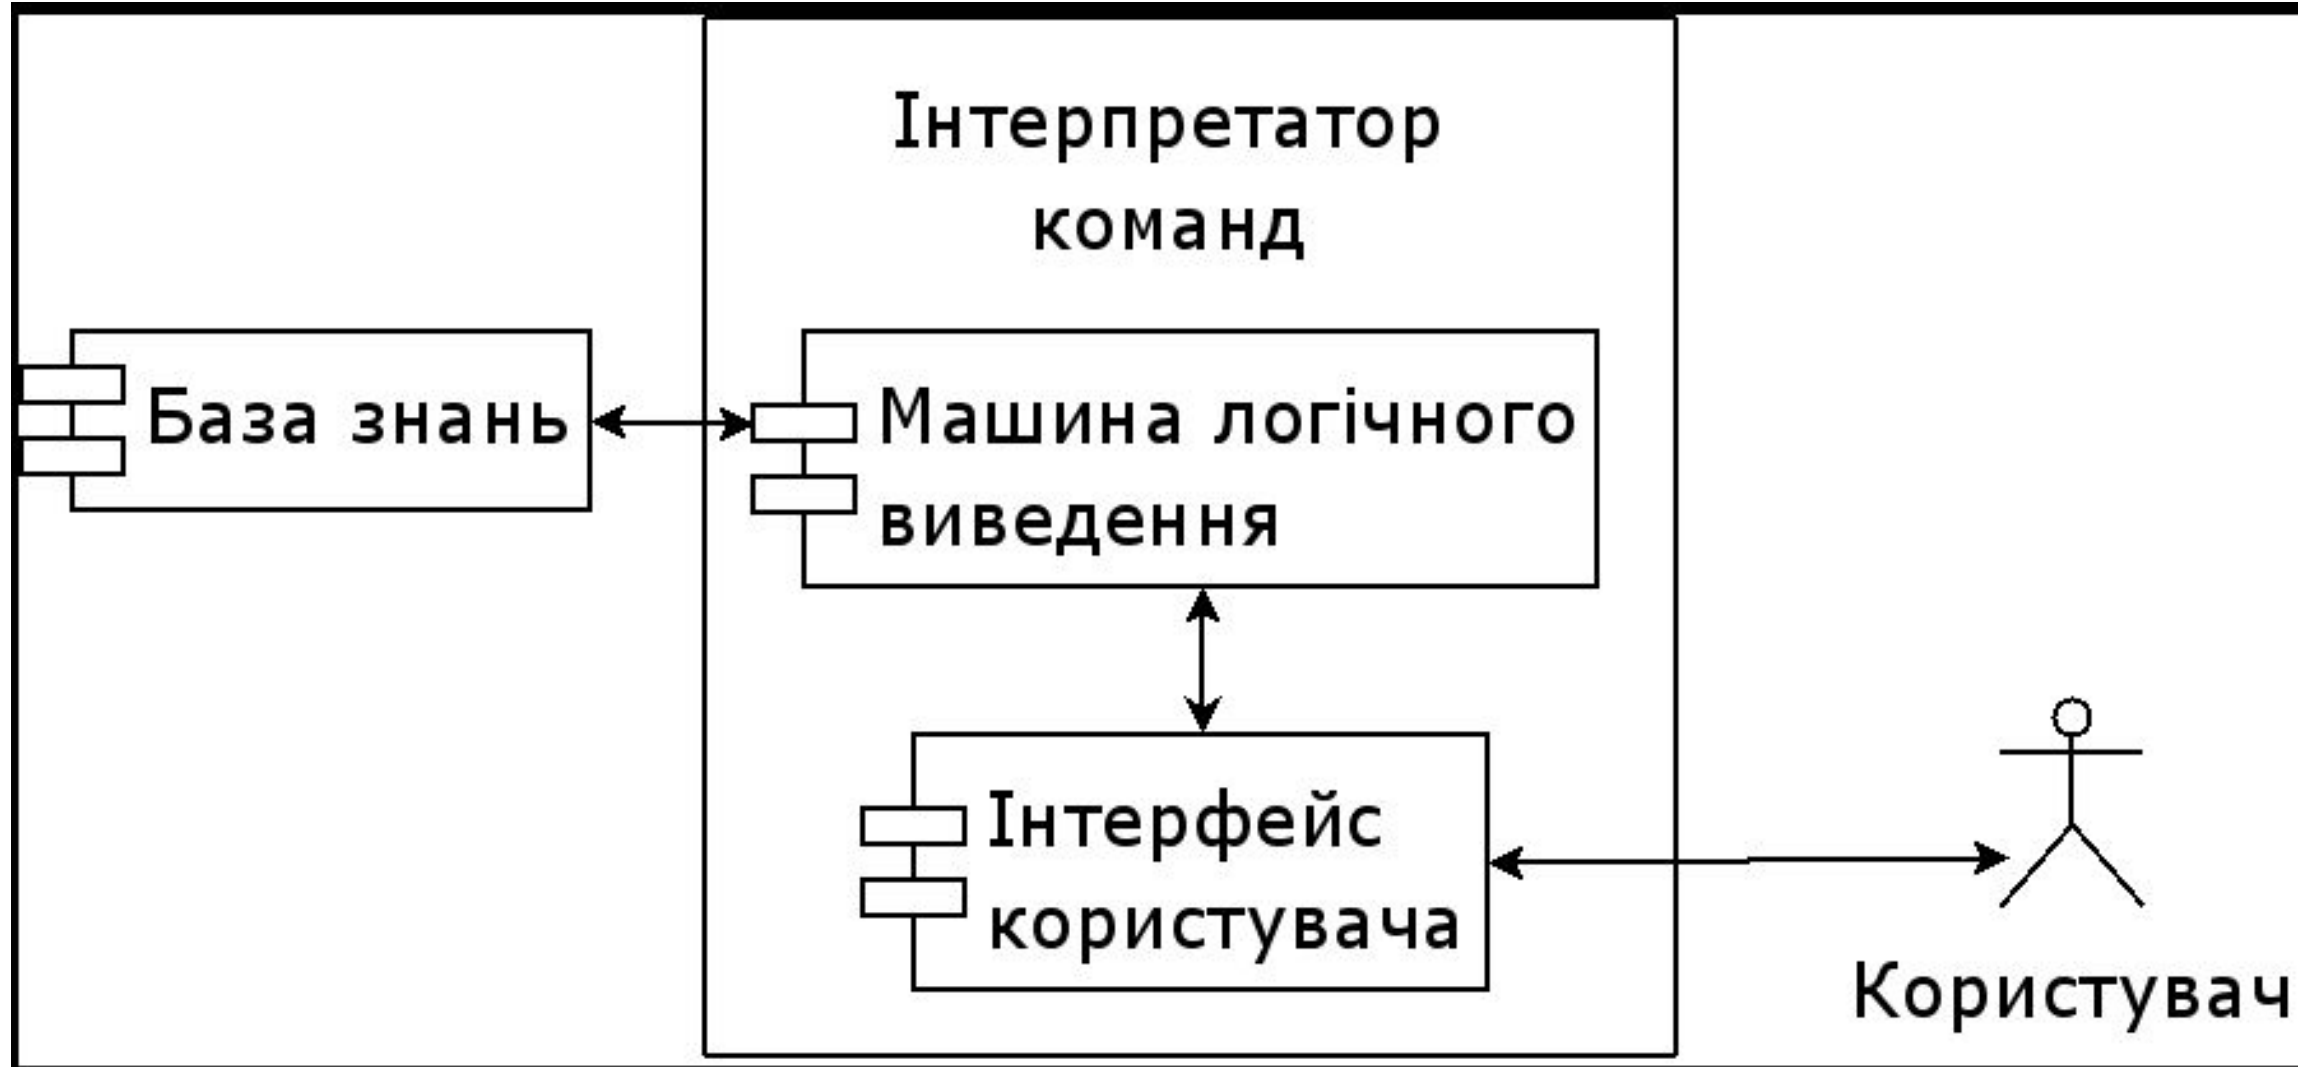 Інтерпретатор
команд
База знань
Машина логічного
виведення
Інтерфейс
користувача
Користувач